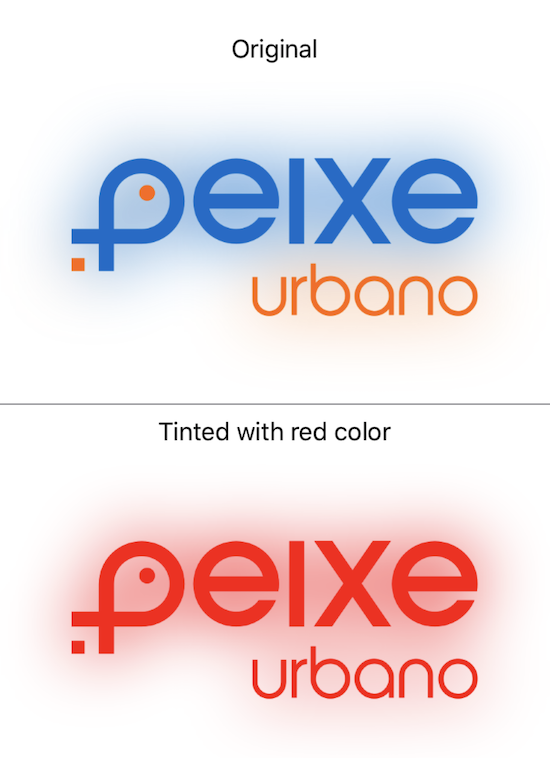 Original
peixe
urbano
Tinted with red color
peixe
urbano